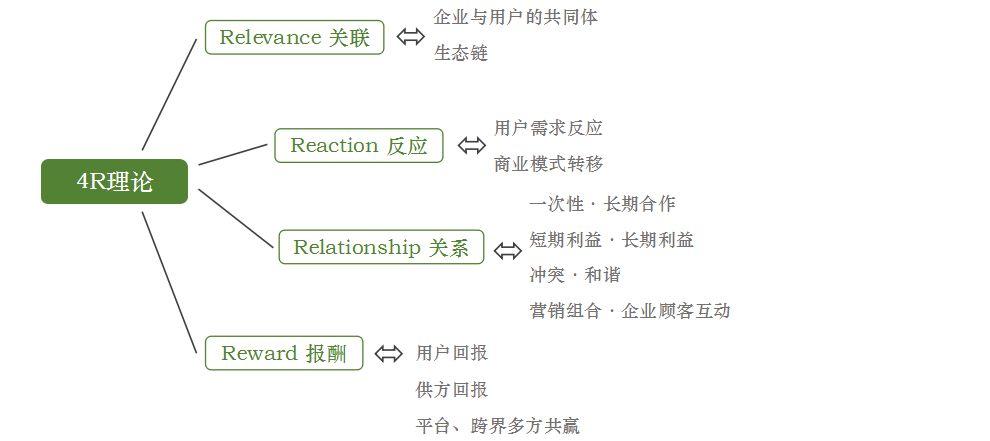 4R理论
Relevance 关联
企业与用户的共同体
生态链
Reaction 反应
用户需求反应
商业模式转移
Relationship 关系
一次性·长期合作
短期利益·长期利益
冲突·和谐
营销组合·企业顾客互动
Reward 报酬
用户回报
供方回报
平台、跨界多方共赢